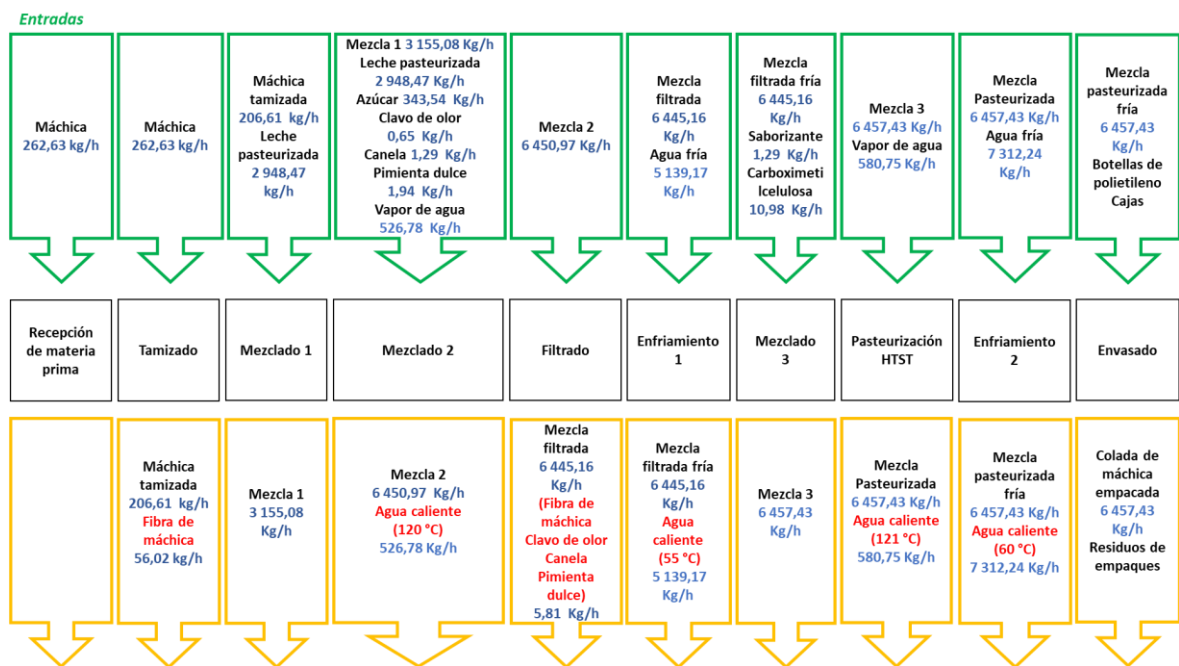 Entradas
Máchica
262,63 kg/h
Máchica
262,63 kg/h
Máchica
tamizada
206,61 kg/h
Leche
pasteurizada
2 948,47
kg/h
Mezcla 1 3 155,08 Kg/h
Leche pasteurizada
2 948,47 Kg/h
Azúcar 343,54 Kg/h
Clavo de olor
0,65 Kg/h
Canela 1,29 Kg/h
Pimienta dulce
1,94 Kg/h
Vapor de agua
526,78 Kg/h
Mezcla 2
6 450,97 Kg/h
Mezcla
filtrada
6 445,16
Kg/h
Agua fría
5 139,17
Kg/h
Mezcla
filtrada fría
6 445,16
Kg/h
Saborizante
1,29 Kg/h
Carboximeti
lcelulosa
10,98 Kg/h
Mezcla 3
6 457,43 Kg/h
Vapor de agua
580,75 Kg/h
Mezcla
Pasteurizada
6 457,43 Kg/h
Agua fría
7 312,24
Kg/h
Mezcla
pasteurizada
fría
6 457,43
Kg/h
Botellas de
polietileno
Cajas
Recepción
de materia
prima
Tamizado
Mezclado 1
Mezclado 2
Filtrado
Enfriamiento
1
Mezclado
3
Pasteurización
HTST
Enfriamiento
2
Envasado
Máchica
tamizada
206,61 kg/h
Fibra de
máchica
56,02 kg/h
Mezcla 1
3 155,08
Kg/h
Mezcla 2
6 450,97 Kg/h
Agua caliente
(120 °C)
526,78 Kg/h
Mezcla
filtrada
6 445,16
Kg/h
(Fibra de
máchica
Clavo de olor
Canela
Pimienta
dulce)
5,81 Kg/h
Mezcla
filtrada fría
6 445,16
Kg/h
Agua
caliente
(55 °C)
5 139,17
Kg/h
Mezcla 3
6 457,43
Kg/h
Mezcla
Pasteurizada
6 457,43 Kg/h
Agua caliente
(121 °C)
580,75 Kg/h
Mezcla
pasteurizada
fría
6 457,43 Kg/h
Agua caliente
(60 °C)
7 312,24 Kg/h
Colada de
máchica
empacada
6 457,43
Kg/h
Residuos de
empaques